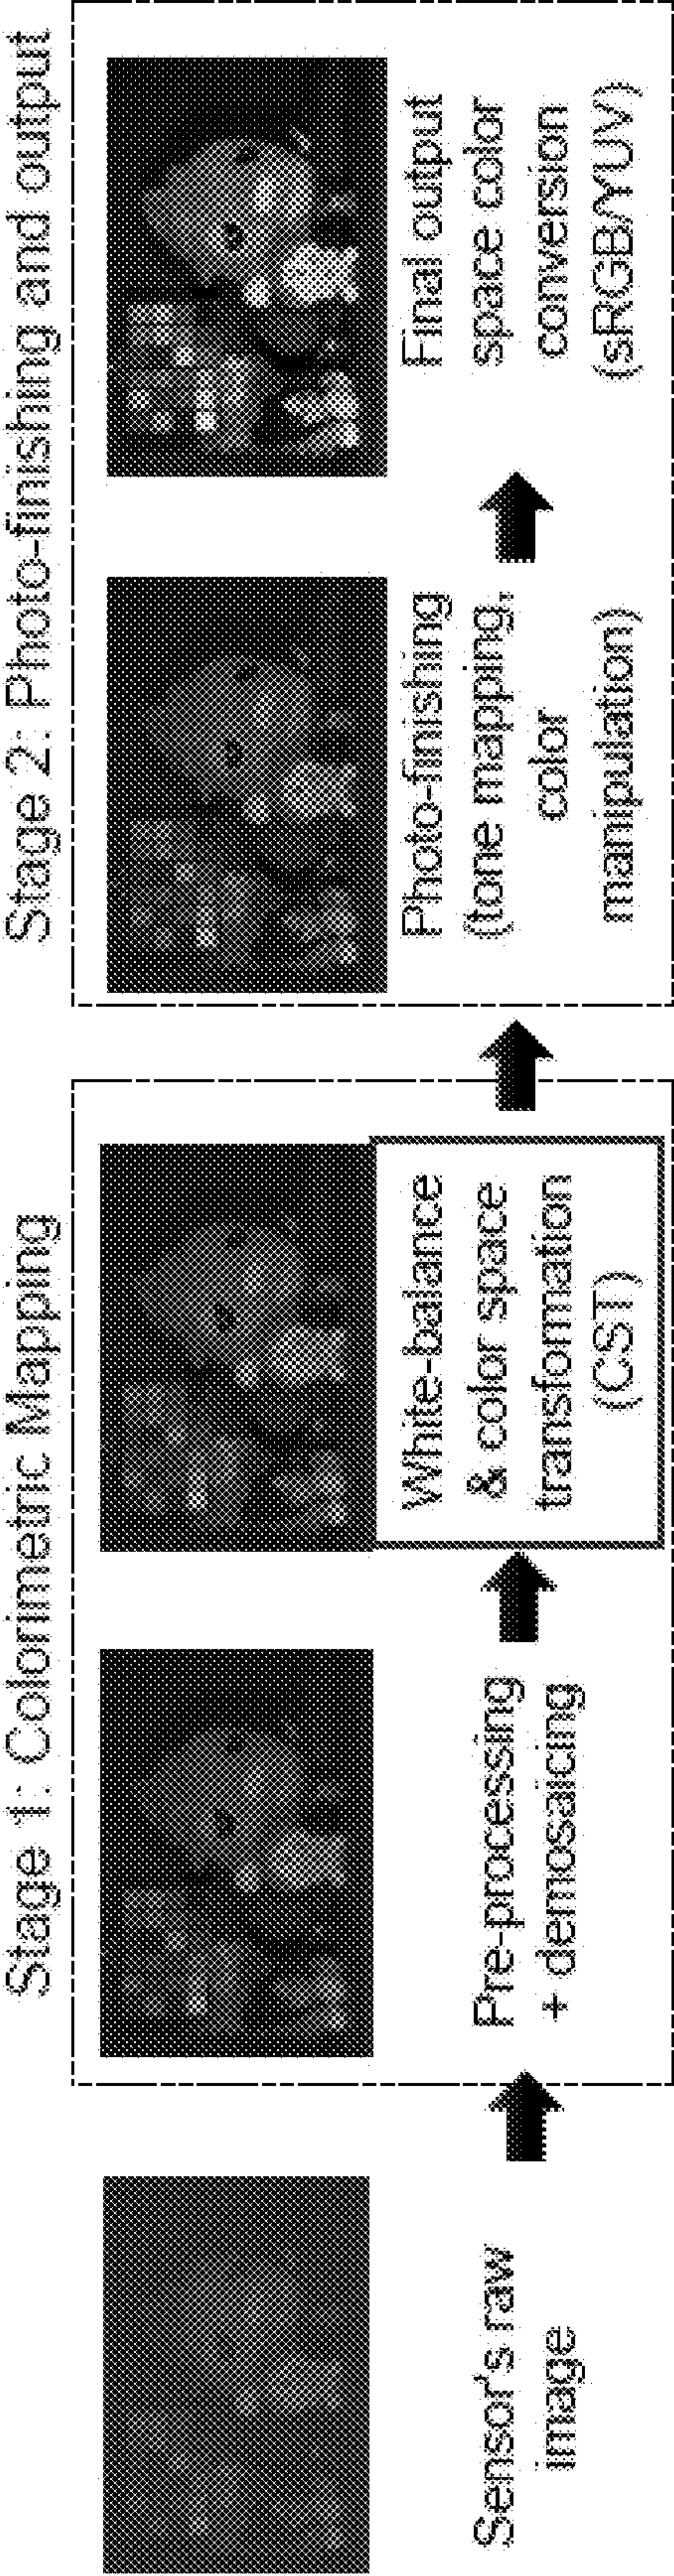 Stage 1: Colorimetric Mapping
Stage 2: Photo-finishing and output
Sensor's raw
image
Pre-processing
+ demosaicing
White-balance
& color space
transformation
(CST)
Photo-finishing
(tone mapping,
color
manipulation)
Final output
space color
conversion
(sRGB/YUV)